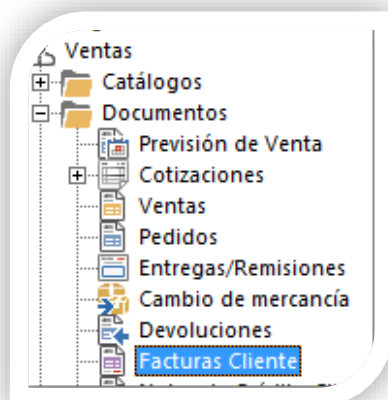 Ventas
Catálogos
Documentos
Previsión de Venta
Cotizaciones
Ventas
Pedidos
Entregas/Remisiones
Cambio de mercancía
Devoluciones
Facturas Cliente